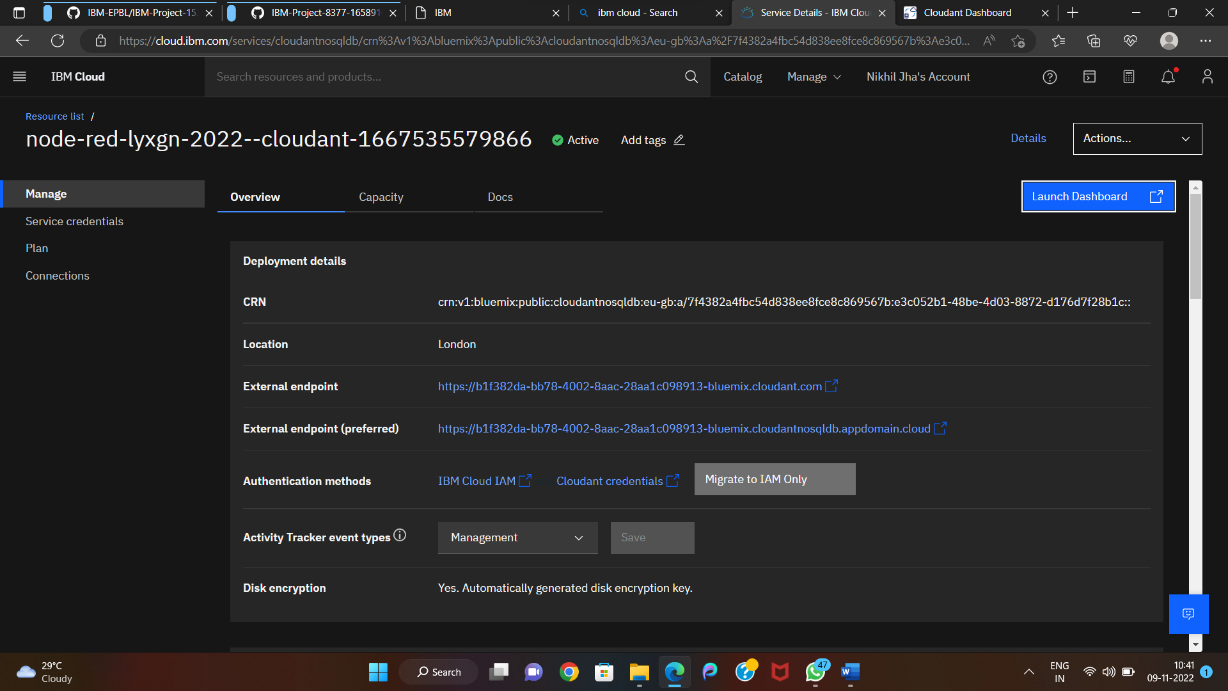 IBM-EPBL/IBM-Project-15
IBM-Project-8377-165891
IBM
ibm cloud - Search
Service Details - IBM Clou
Cloudant Dashboard
https://cloud.ibm.com/services/cloudantnosqldb/crn%3Av1%3Abluemix%3Apublic%3Acloudantnosqldb%3Aeu-gb%3Aa%2F7f4382a4fbc54d838ee8fce8c869567b%3Ae3c0...
IBM Cloud
Search resources and products...
Catalog
Manage
Nikhil Jha's Account
Resource list /
node-red-lyxgn-2022--cloudant-1667535579866
Active
Add tags
Details
Actions...
Manage
Service credentials
Plan
Connections
Overview
Capacity
Docs
Launch Dashboard
Deployment details
CRN
crn:v1:bluemix:public:cloudantnosqldb:eu-gb:a/7f4382a4fbc54d838ee8fce8c869567b:e3c052b1-48be-4d03-8872-d176d7f28b1c::
Location
London
External endpoint
https://b1f382da-bb78-4002-8aac-28aa1c098913-bluemix.cloudant.com
External endpoint (preferred)
https://b1f382da-bb78-4002-8aac-28aa1c098913-bluemix.cloudantnosqldb.appdomain.cloud
Authentication methods
IBM Cloud IAM
Cloudant credentials
Migrate to IAM Only
Activity Tracker event types
Management
Save
Disk encryption
Yes. Automatically generated disk encryption key.
29°C
Cloudy
Search
47
ENG
IN
10:41
09-11-2022
1